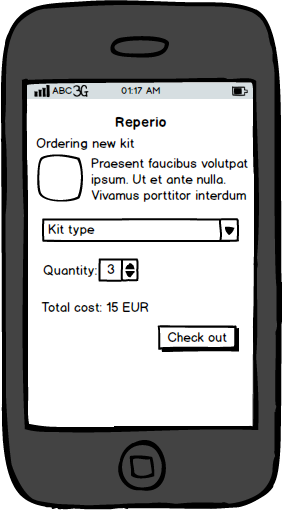 ABC 3G 01:17 AM
Reperio
Ordering new kit
Praesent faucibus volutpat
ipsum. Ut et ante nulla.
Vivamus porttitor interdum
Kit type
Quantity: 3
Total cost: 15 EUR
Check out